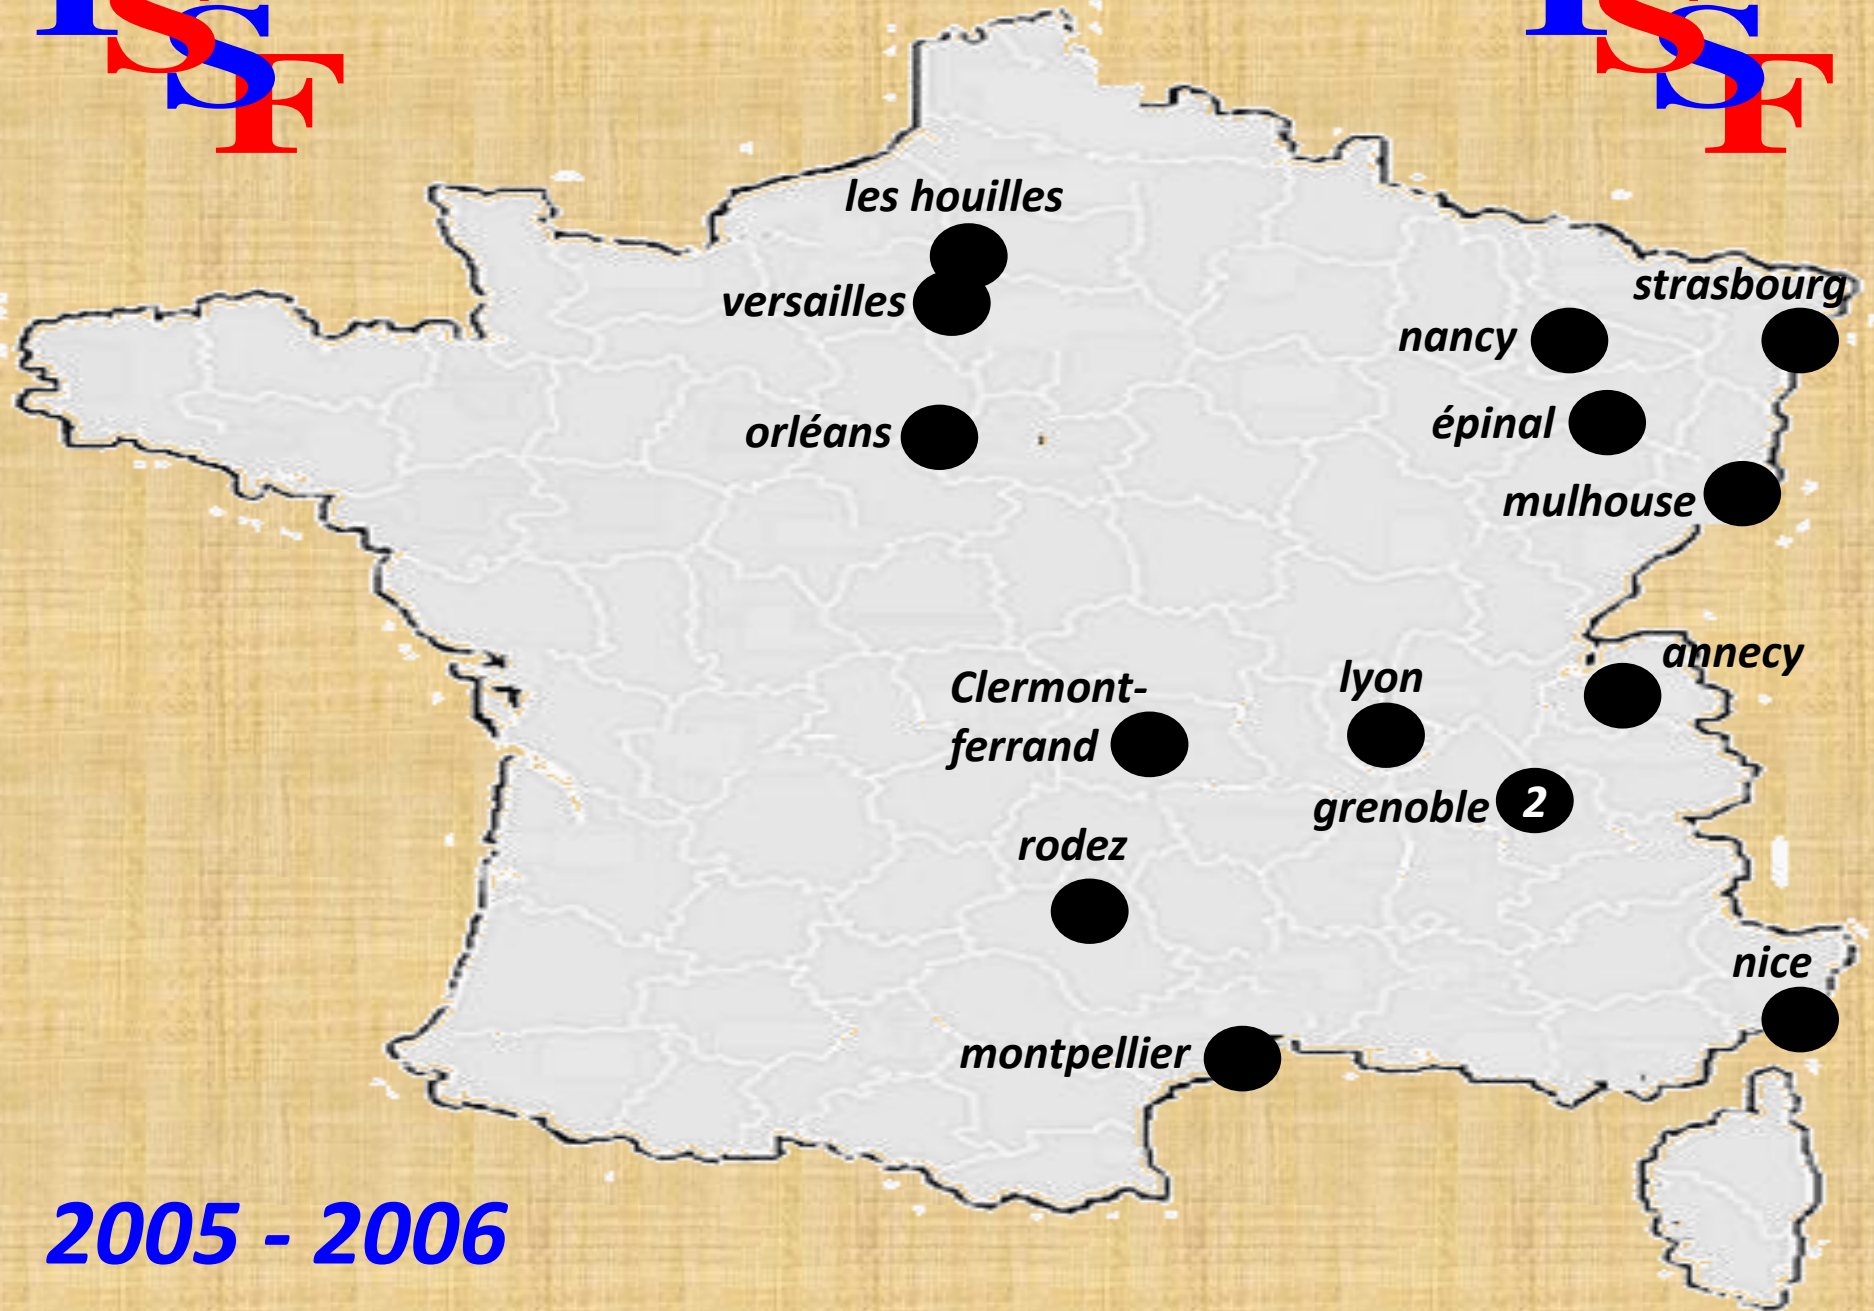 ISSF
ISSF
les houilles
strasbourg
versailles
nancy
épinal
orléans
mulhouse
annecy
lyon
Clermont-
ferrand
grenoble 2
rodez
nice
montpellier
2005 - 2006